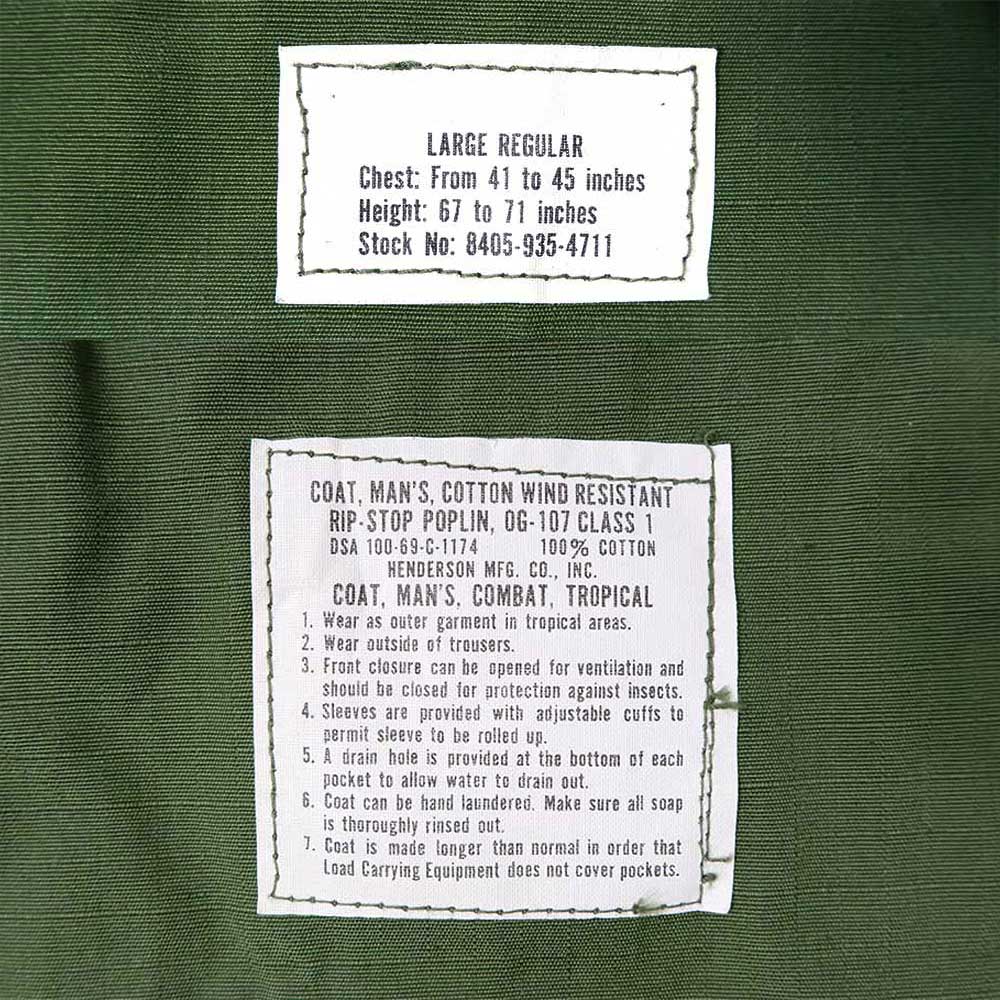 LARGE REGULAR
Chest: From 41 to 45 inches
Height: 67 to 71 inches
Stock No: 8405-935-4711
COAT, MAN'S, COTTON WIND RESISTANT
RIP-STOP POPLIN, OG-107 CLASS 1
DSA 100-69-C-1174 100% COTTON
HENDERSON MFG. CO., INC.
COAT, MAN'S, COMBAT, TROPICAL
1. Wear as outer garment in tropical areas.
2. Wear outside of trousers.
3. Front closure can be opened for ventilation and
should be closed for protection against insects.
4. Sleeves are provided with adjustable cuffs to
permit sleeve to be rolled up.
5. A drain hole is provided at the bottom of each
pocket to allow water to drain out.
6. Coat can be hand laundered. Make sure all soap
is thoroughly rinsed out.
7. Coat is made longer than normal in order that
Load Carrying Equipment does not cover pockets.